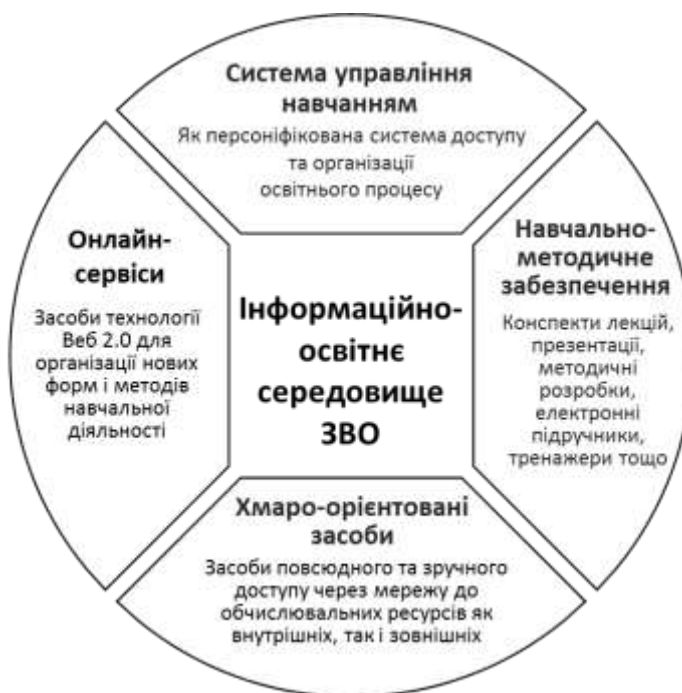 Система управління
навчанням
Як персоніфікована система доступу
та організації
освітнього процесу
Онлайн-
сервіси
Засоби технології
Веб 2.0 для
організації нових
форм і методів
навчальної
діяльності
Інформаційно-
освітнє
середовище
ЗВО
Навчально-
методичне
забезпечення
Конспекти лекцій,
презентації,
методичні
розробки,
електронні
підручники,
тренажери тощо
Хмаро-орієнтовані
засоби
Засоби повсюдного та зручного
доступу через мережу до
обчислювальних ресурсів як
внутрішніх, так і зовнішніх